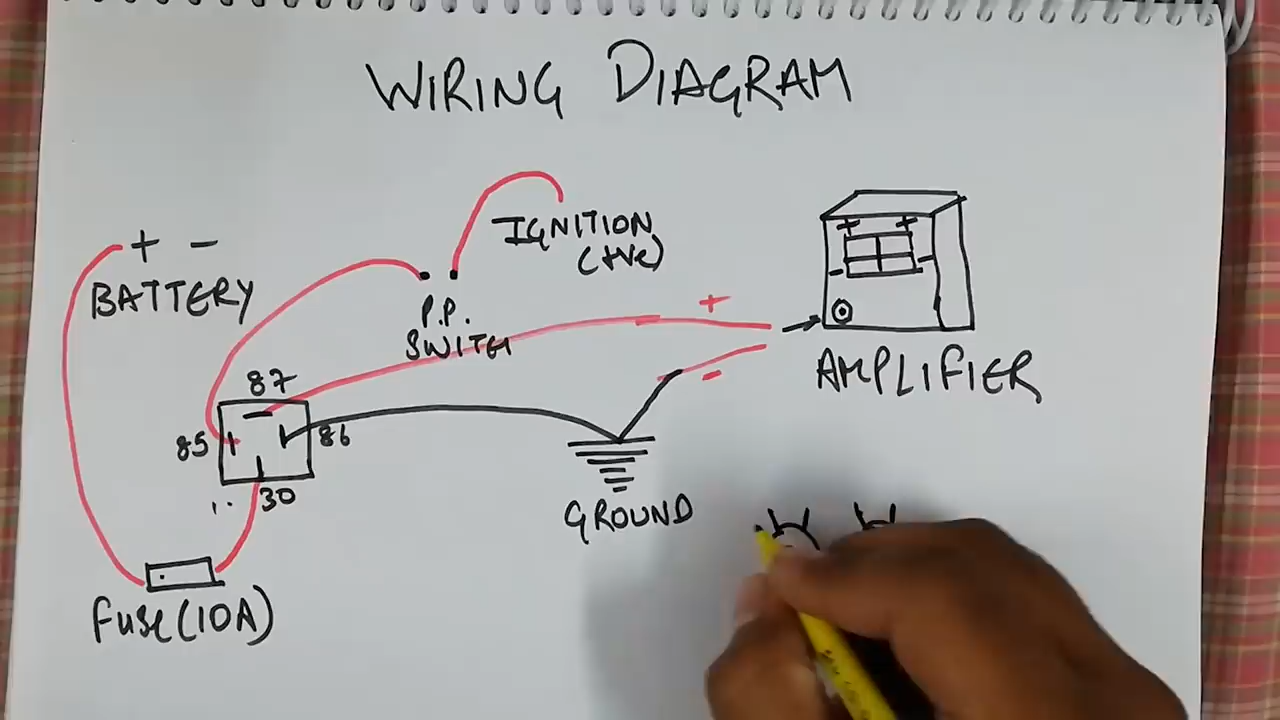 WIRING DIAGRAM
IGNITION
(+ve)
+ -
BATTERY
P.P.
SWITCH
+
-
+ +
- -
AMPLIFIER
87
85
86
30
GROUND
Fuse (10A)